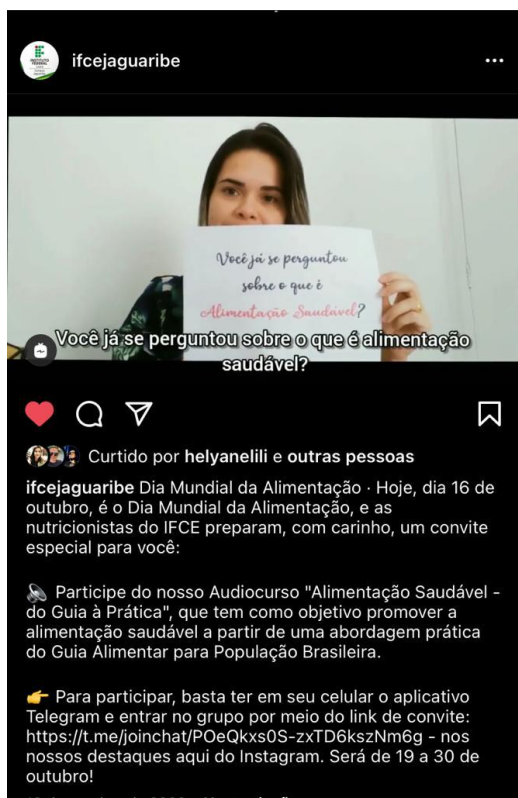 ifcejaguaribe
Você já se perguntou
sobre o que é
Alimentação Saudável?
Você já se perguntou sobre o que é alimentação
saudável?
Curtido por helyanelili e outras pessoas
ifcejaguaribe Dia Mundial da Alimentação · Hoje, dia 16 de
outubro, é o Dia Mundial da Alimentação, e as
nutricionistas do IFCE preparam, com carinho, um convite
especial para você:
🔊 Participe do nosso Audiocurso "Alimentação Saudável -
do Guia à Prática", que tem como objetivo promover a
alimentação saudável a partir de uma abordagem prática
do Guia Alimentar para População Brasileira.
👉 Para participar, basta ter em seu celular o aplicativo
Telegram e entrar no grupo por meio do link de convite:
https://t.me/joinchat/POeQkxs0S-zxTD6kszNm6g - nos
nossos destaques aqui do Instagram. Será de 19 a 30 de
outubro!